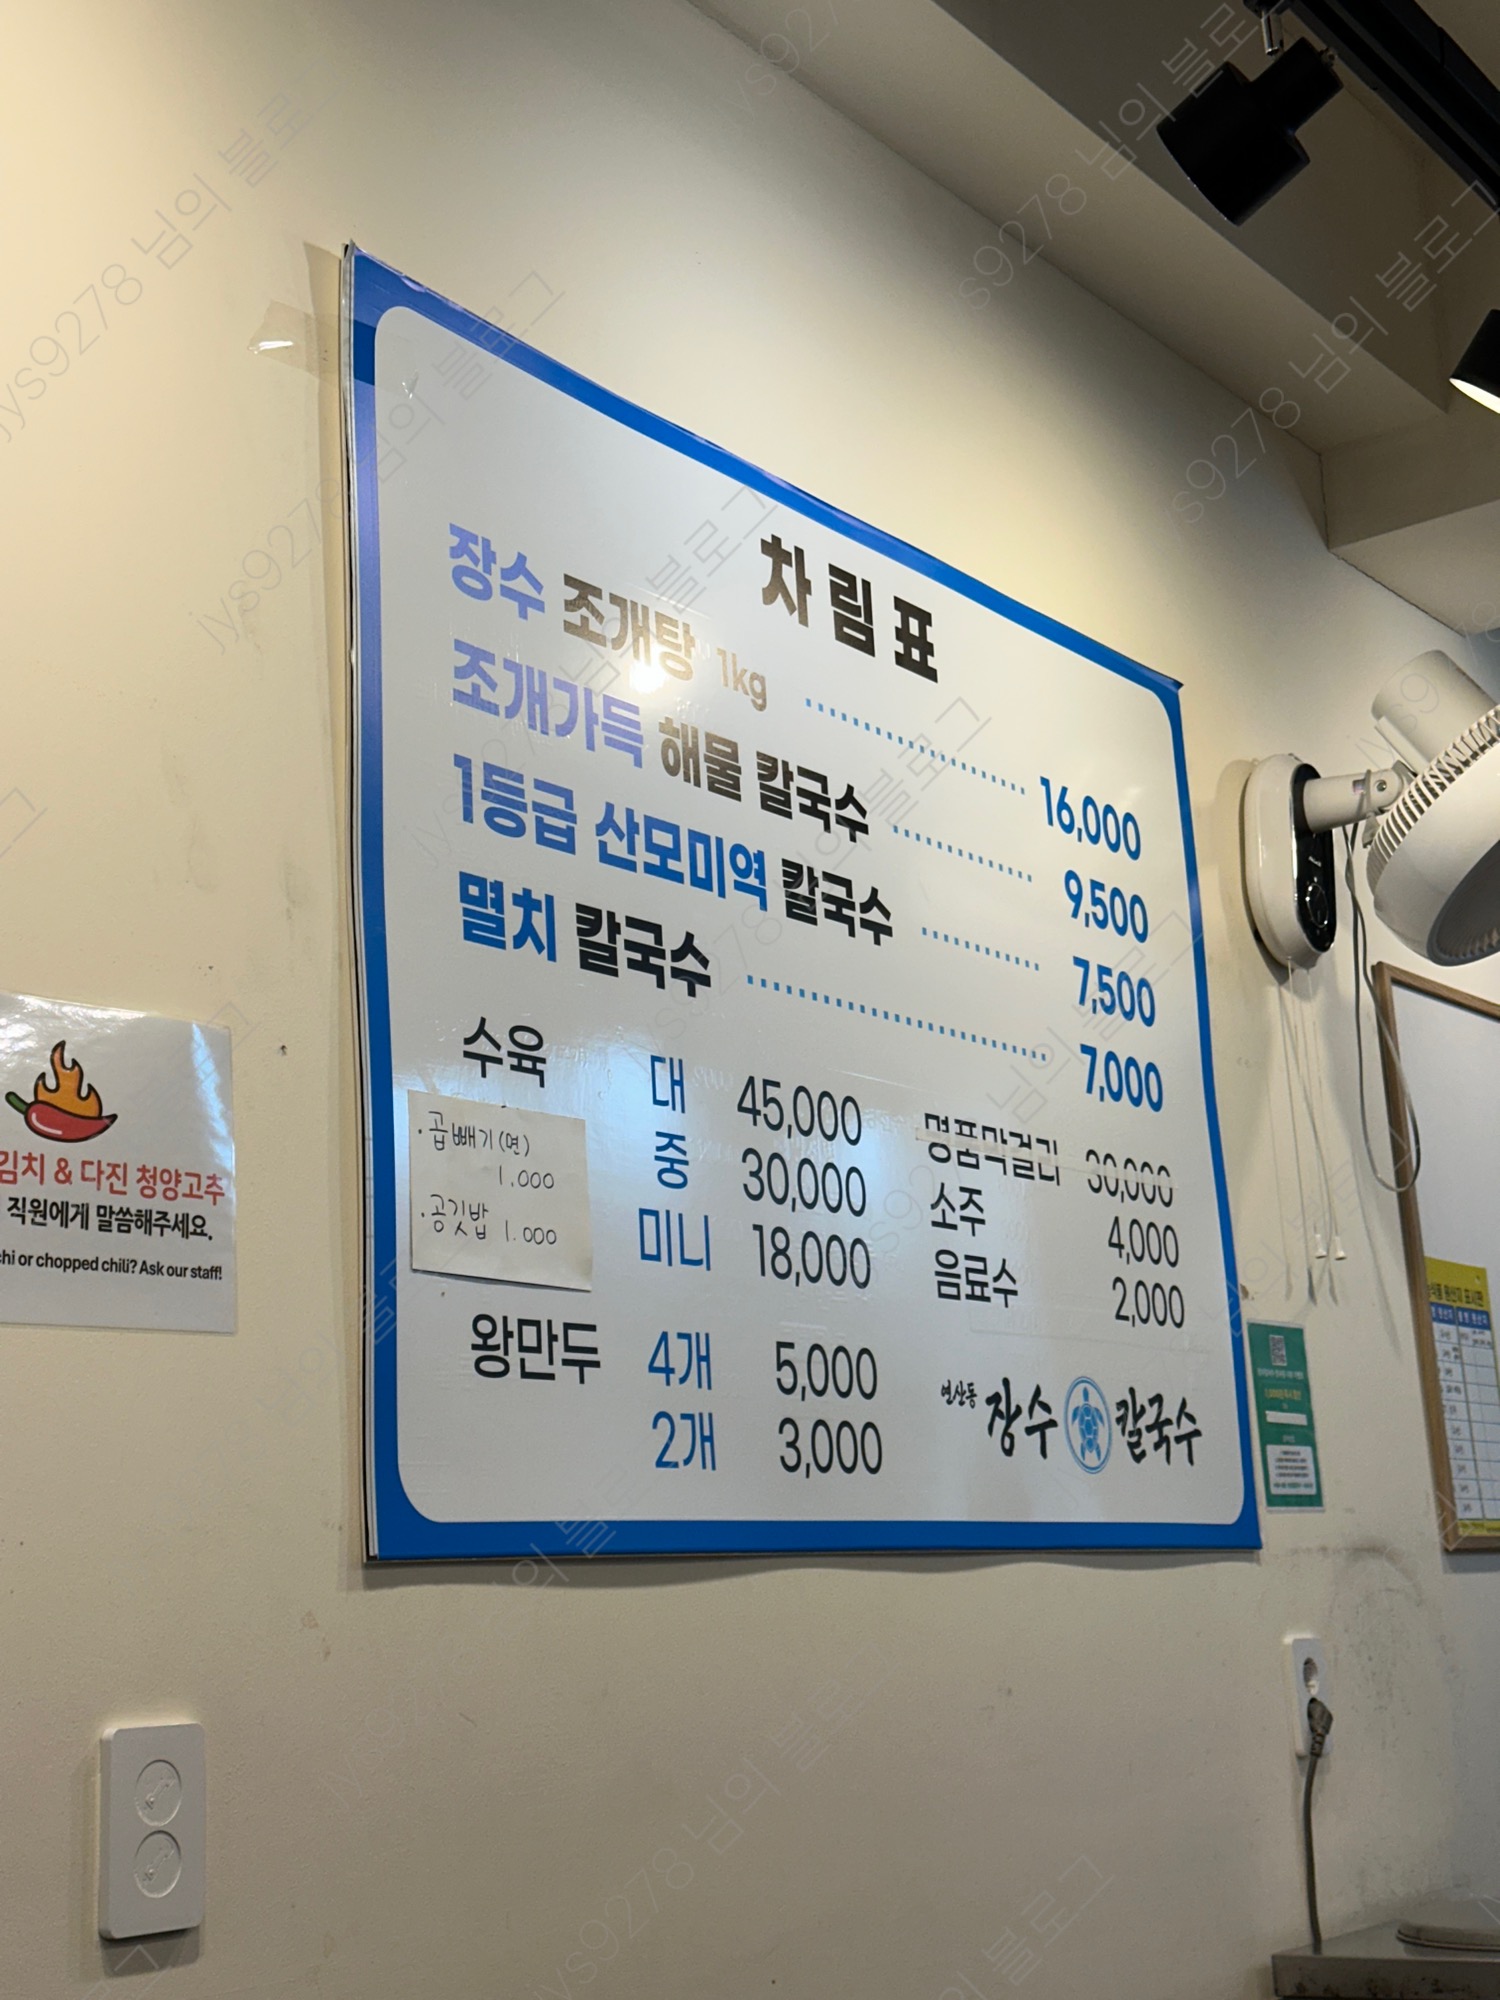 차림표
장수 조개탕 1kg 16,000
조개가득 해물 칼국수 9,500
1등급 산모미역 칼국수 7,500
멸치 칼국수 7,000
수육 대 45,000
중 30,000
미니 18,000
· 곱빼기(면)
1.000
· 공깃밥 1.000
왕만두 4개 5,000
2개 3,000
명품막걸리 30,000
소주 4,000
음료수 2,000
연산동 장수 칼국수
김치 & 다진 청양고추
직원에게 말씀해주세요.
or chopped chili? Ask our staff!
jys9278 님의 블로그